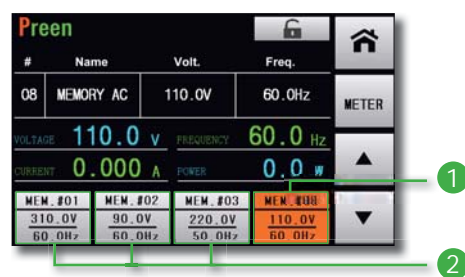 Preen
# Name Volt. Freq.
08 MEMORY AC 110.0V 60.0Hz
METER
VOLTAGE 110.0 V FREQUENCY 60.0 Hz
CURRENT 0.000 A POWER 0.0 W
MEM.#01 MEM.#02 MEM.#03 MEM.#08
310.0V 90.0V 220.0V 110.0V
60.0Hz 60.0Hz 50.0Hz 60.0Hz
1
2